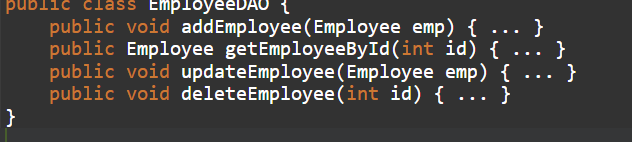 public class EmployeeDAO {
    public void addEmployee(Employee emp) { ... }
    public Employee getEmployeeById(int id) { ... }
    public void updateEmployee(Employee emp) { ... }
    public void deleteEmployee(int id) { ... }
}